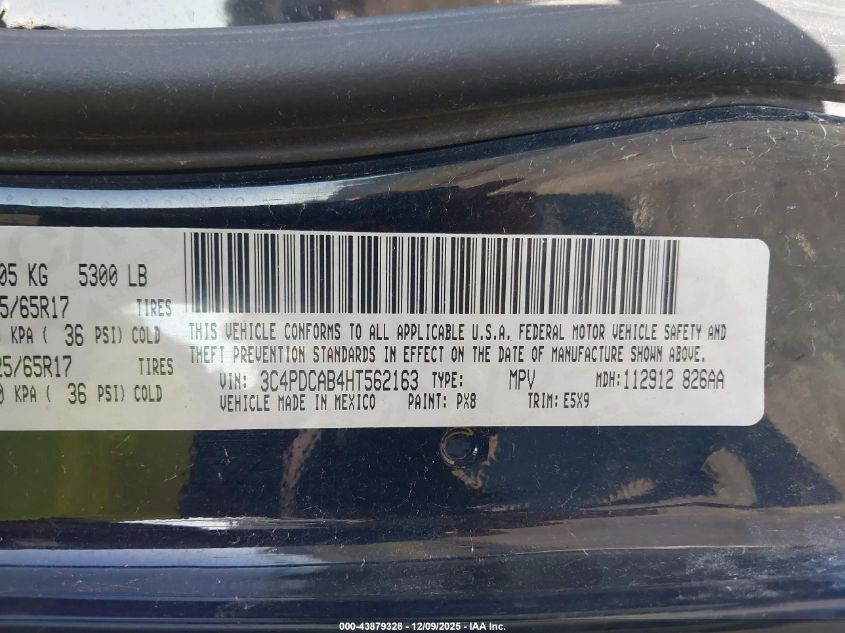 05 KG 5300 LB
5/65R17 TIRES
KPA ( 36 PSI) COLD
25/65R17 TIRES
0 KPA ( 36 PSI) COLD
THIS VEHICLE CONFORMS TO ALL APPLICABLE U.S.A. FEDERAL MOTOR VEHICLE SAFETY AND
THEFT PREVENTION STANDARDS IN EFFECT ON THE DATE OF MANUFACTURE SHOWN ABOVE.
VIN: 3C4PDCAB4HT562163 TYPE: MPV MDH:112912 826AA
VEHICLE MADE IN MEXICO PAINT: PX8 TRIM: E5X9
000-43879328 - 12/09/2025 - IAA Inc.